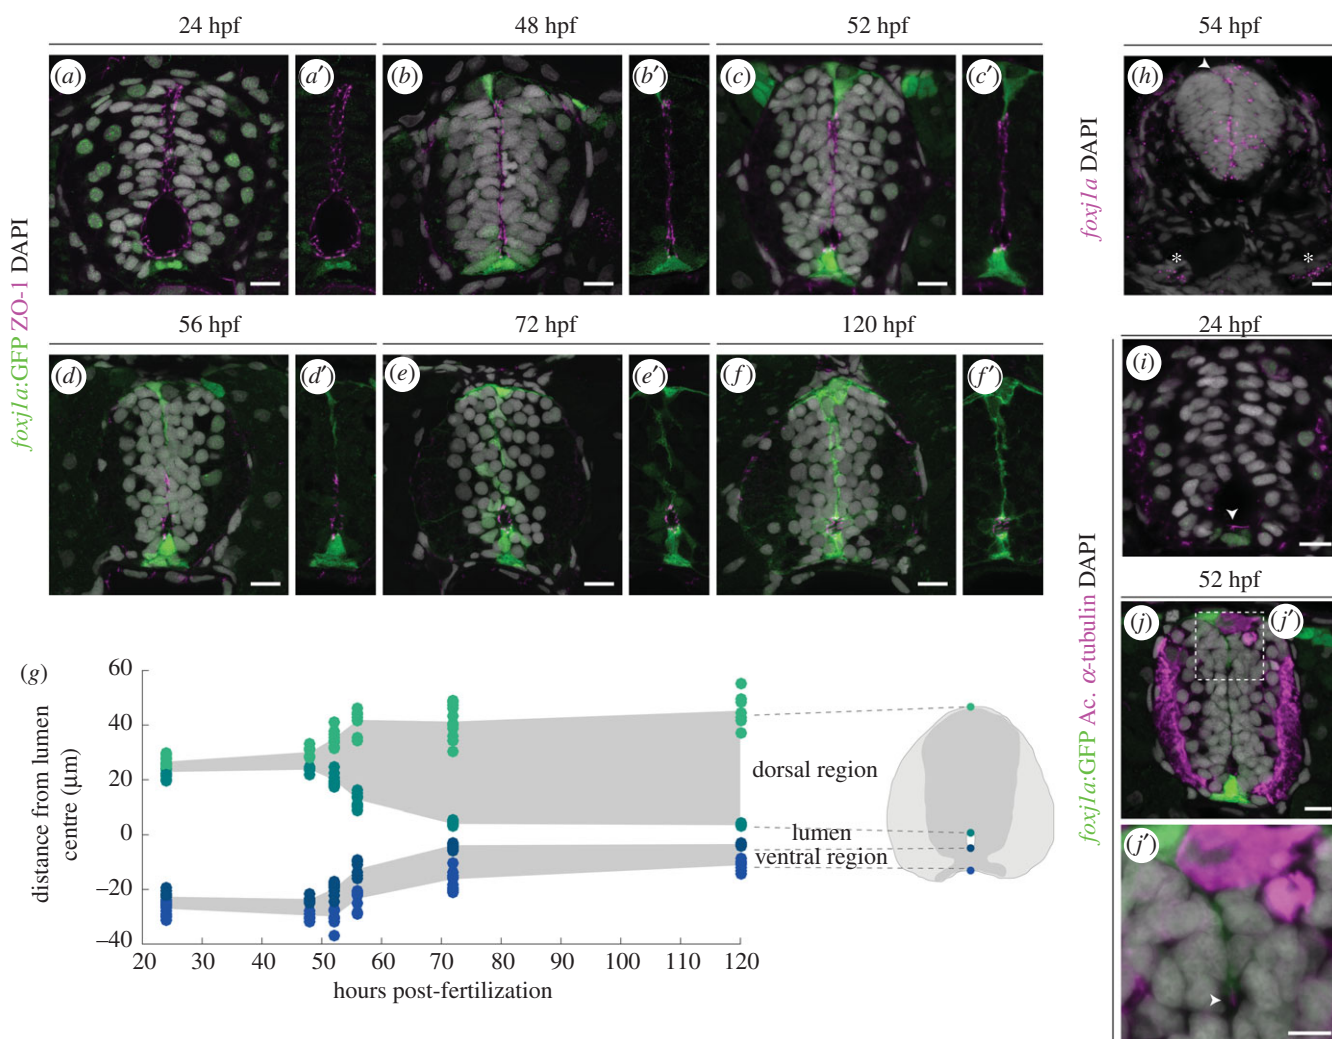 24 hpf
48 hpf
52 hpf
54 hpf
(a)
(a′)
(b)
(b′)
(c)
(c′)
(h)
foxj1a:GFP ZO-1 DAPI
foxj1a DAPI
*
*
56 hpf
72 hpf
120 hpf
24 hpf
(d)
(d′)
(e)
(e′)
(f)
(f′)
(i)
52 hpf
(j)
(j′)
foxj1a:GFP Ac. α-tubulin DAPI
(j′)
(g)
distance from lumen
centre (μm)
60
40
20
0
–20
–40
20
30
40
50
60
70
80
90
100
110
120
hours post-fertilization
dorsal region
lumen
ventral region